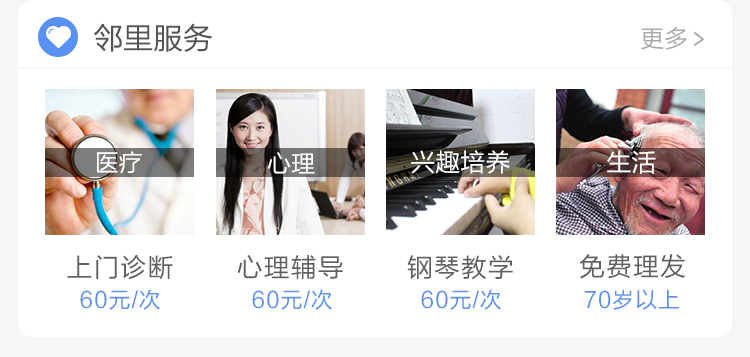 邻里服务
更多>
医疗
心理
兴趣培养
生活
上门诊断
心理辅导
钢琴教学
免费理发
60元/次
60元/次
60元/次
70岁以上